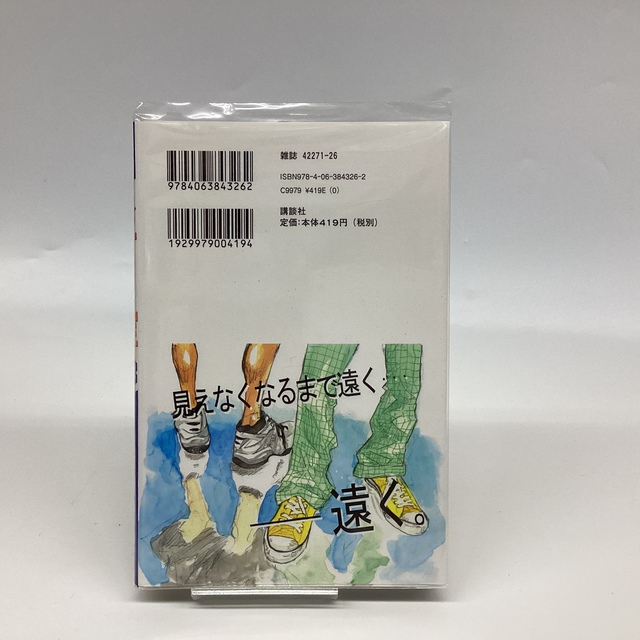 9784063843262
1929979004194
雑誌 42271-26
ISBN978-4-06-384326-2
C9979 ¥419E (0)
講談社
定価:本体419円(税別)
見えなくなるまで遠く…
―遠く。